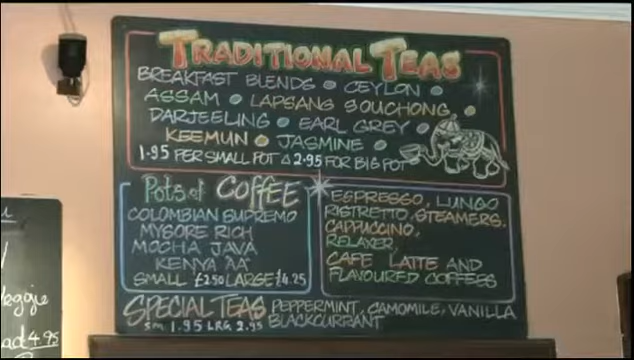 TRADITIONAL TEAS
BREAKFAST BLENDS • CEYLON •
ASSAM • LAPSANG SOUCHONG •
DARJEELING • EARL GREY •
KEEMUN • JASMINE •
1.95 PER SMALL POT △ 2.95 FOR BIG POT
Pots of COFFEE
COLOMBIAN SUPREMO
MYSORE RICH
MOCHA JAVA
KENYA "AA"
SMALL £2.50 LARGE £4.25
ESPRESSO, LUNGO
RISTRETTO, STEAMERS,
CAPPUCCINO,
RELAXER,
CAFE LATTE AND
FLAVOURED COFFEES
SPECIAL TEAS PEPPERMINT, CAMOMILE, VANILLA
SM. 1.95 LRG. 2.95 BLACKCURRANT
Veggie
4.95